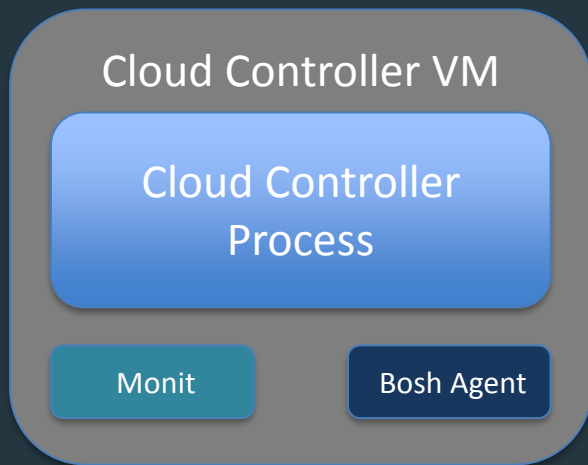 Cloud Controller VM
Cloud Controller
Process
Monit
Bosh Agent